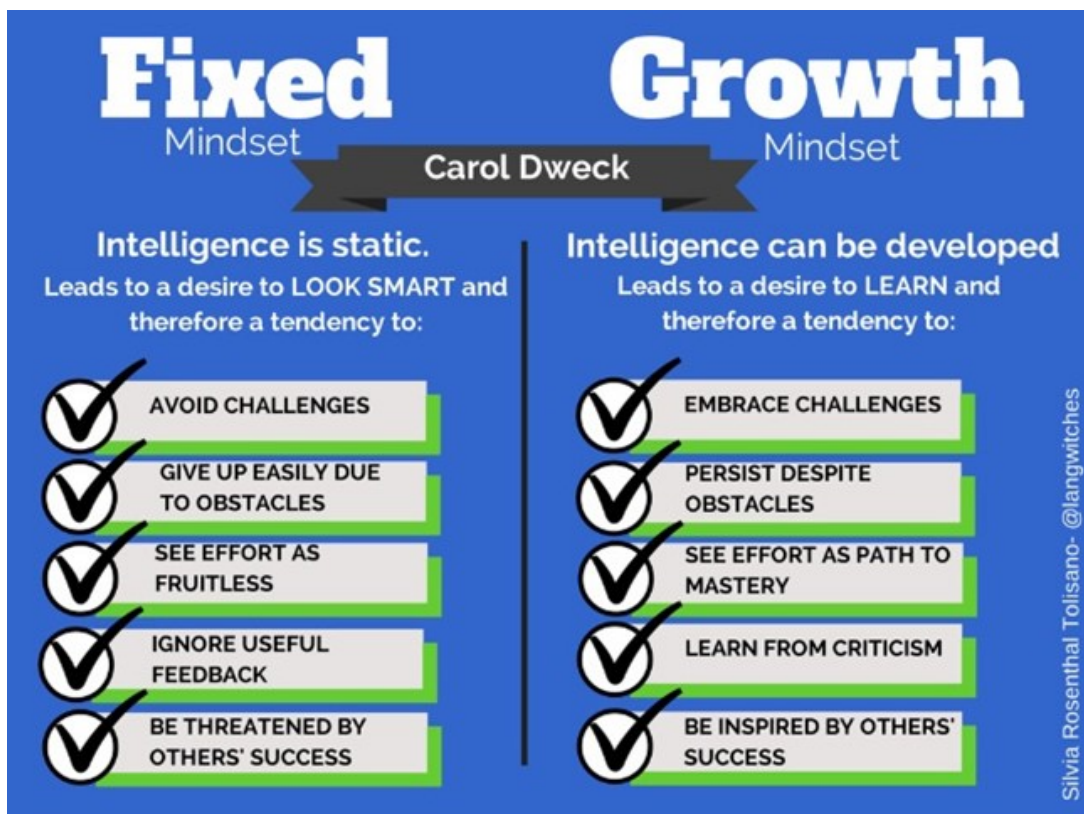 Fixed
Mindset
Growth
Mindset
Carol Dweck
Intelligence is static.
Leads to a desire to LOOK SMART and
therefore a tendency to:
AVOID CHALLENGES
GIVE UP EASILY DUE
TO OBSTACLES
SEE EFFORT AS
FRUITLESS
IGNORE USEFUL
FEEDBACK
BE THREATENED BY
OTHERS' SUCCESS
Intelligence can be developed
Leads to a desire to LEARN and
therefore a tendency to:
EMBRACE CHALLENGES
PERSIST DESPITE
OBSTACLES
SEE EFFORT AS PATH TO
MASTERY
LEARN FROM CRITICISM
BE INSPIRED BY OTHERS'
SUCCESS
Silvia Rosenthal Tolisano- @langwitches